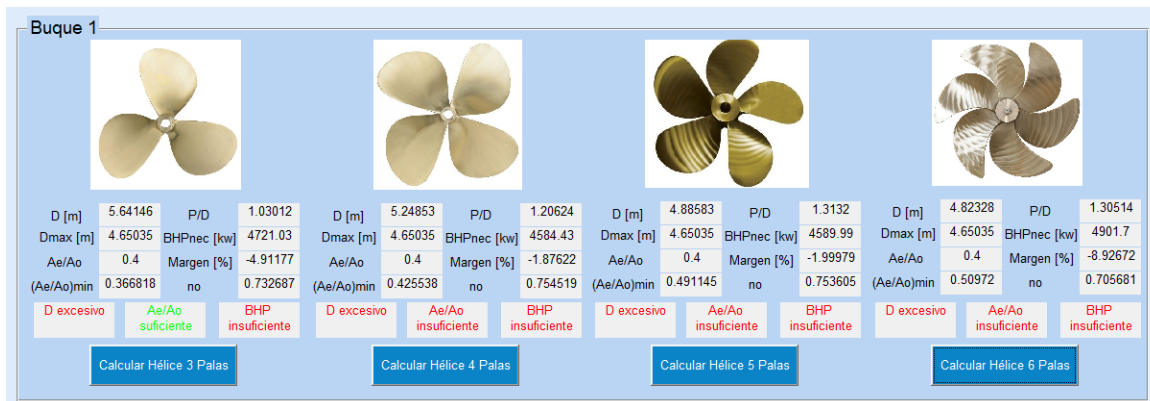 Buque 1
D [m] 5.64146 P/D 1.03012
Dmax [m] 4.65035 BHPnec [kw] 4721.03
Ae/Ao 0.4 Margen [%] -4.91177
(Ae/Ao)min 0.366818 no 0.732687
D excesivo Ae/Ao BHP
suficiente insuficiente
Calcular Hélice 3 Palas
D [m] 5.24853 P/D 1.20624
Dmax [m] 4.65035 BHPnec [kw] 4584.43
Ae/Ao 0.4 Margen [%] -1.87622
(Ae/Ao)min 0.425538 no 0.754519
D excesivo Ae/Ao BHP
insuficiente insuficiente
Calcular Hélice 4 Palas
D [m] 4.88583 P/D 1.3132
Dmax [m] 4.65035 BHPnec [kw] 4589.99
Ae/Ao 0.4 Margen [%] -1.99979
(Ae/Ao)min 0.491145 no 0.753605
D excesivo Ae/Ao BHP
insuficiente insuficiente
Calcular Hélice 5 Palas
D [m] 4.82328 P/D 1.30514
Dmax [m] 4.65035 BHPnec [kw] 4901.7
Ae/Ao 0.4 Margen [%] -8.92672
(Ae/Ao)min 0.50972 no 0.705681
D excesivo Ae/Ao BHP
insuficiente insuficiente
Calcular Hélice 6 Palas